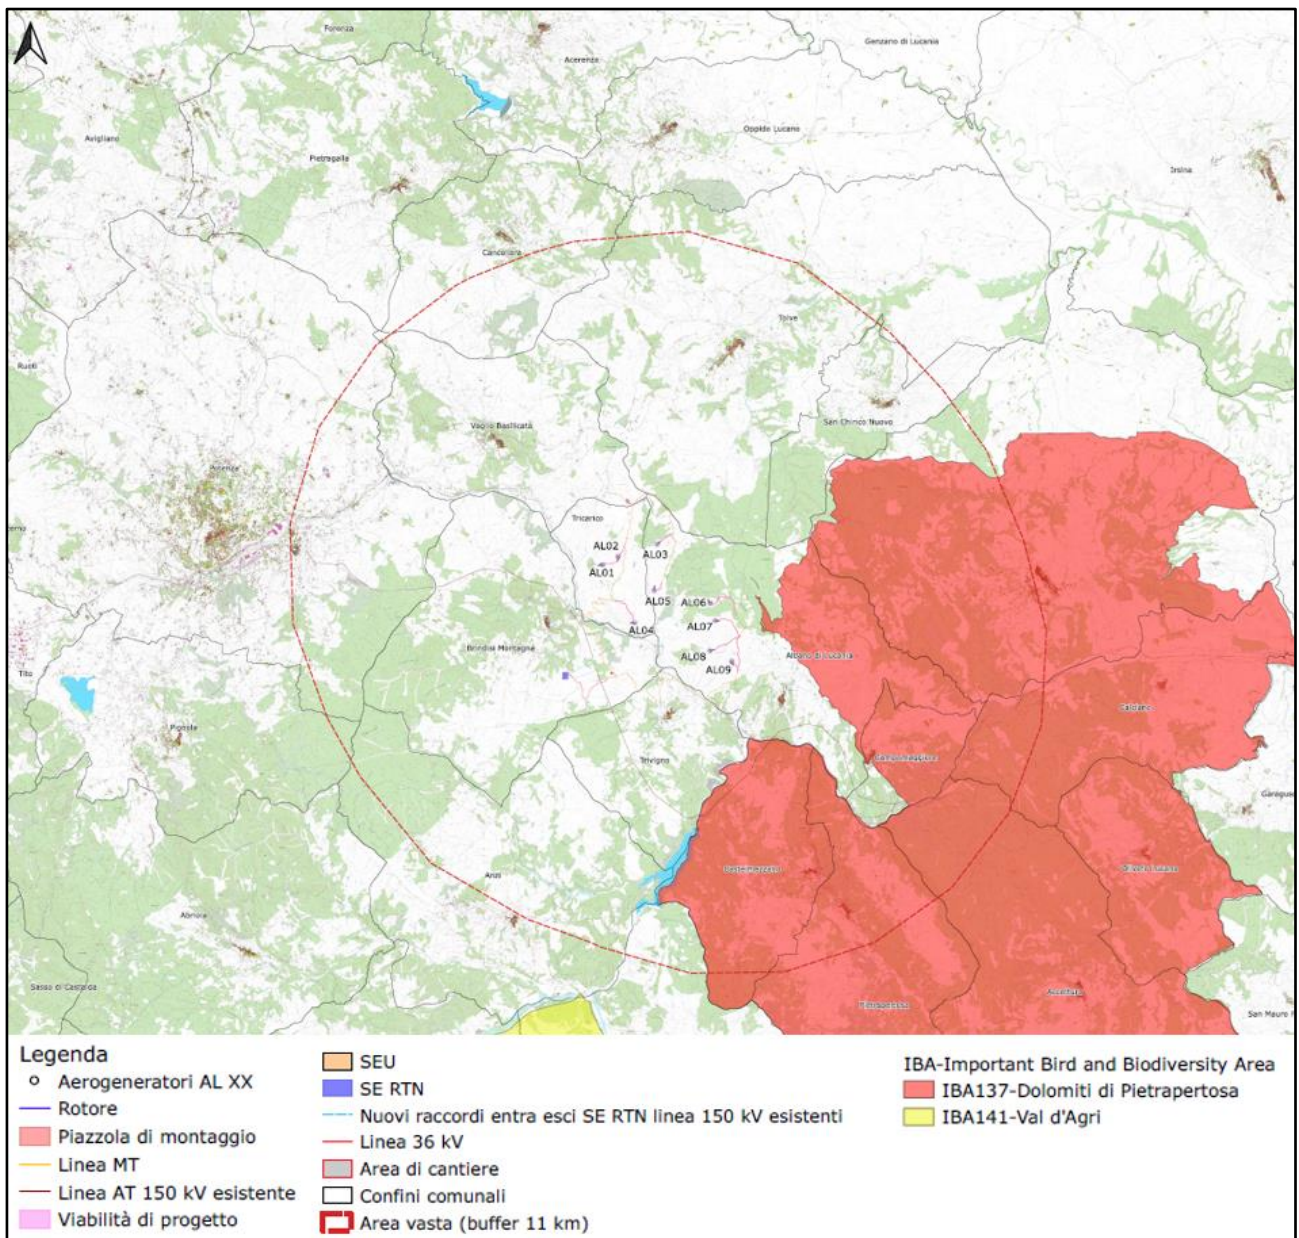 Forenza
Genzano di Lucania
Acerenza
Avigliano
Oppido Lucano
Pietragalla
Irsina
Cancellara
Tolve
Ruoti
San Chirico Nuovo
Vaglio Basilicata
Potenza
Tricarico
AL02
AL03
AL01
AL05
AL06
AL04
AL07
Brindisi Montagna
AL08
Albano di Lucania
AL09
Tito
Calciano
Pignola
Campomaggiore
Trivigno
Garaguso
Anzi
Castelmezzano
Oliveto Lucano
Abriola
Sasso di Castalda
Accettura
Pietrapertosa
San Mauro F
Legenda
Aerogeneratori AL XX
Rotore
Piazzola di montaggio
Linea MT
Linea AT 150 kV esistente
Viabilità di progetto
SEU
SE RTN
Nuovi raccordi entra esci SE RTN linea 150 kV esistenti
Linea 36 kV
Area di cantiere
Confini comunali
Area vasta (buffer 11 km)
IBA-Important Bird and Biodiversity Area
IBA137-Dolomiti di Pietrapertosa
IBA141-Val d'Agri